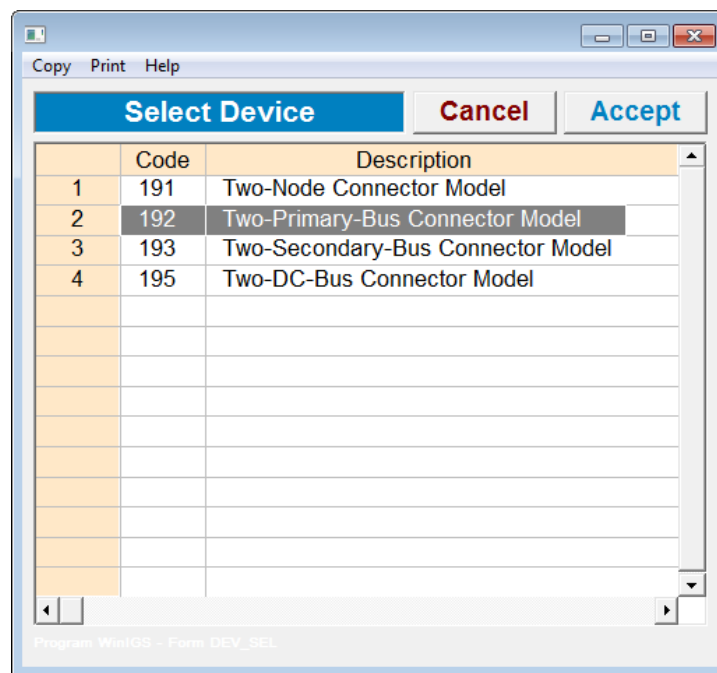 Copy Print Help
Select Device Cancel Accept
Code Description
1 191 Two-Node Connector Model
2 192 Two-Primary-Bus Connector Model
3 193 Two-Secondary-Bus Connector Model
4 195 Two-DC-Bus Connector Model
Program WinIGS - Form DEV_SEL